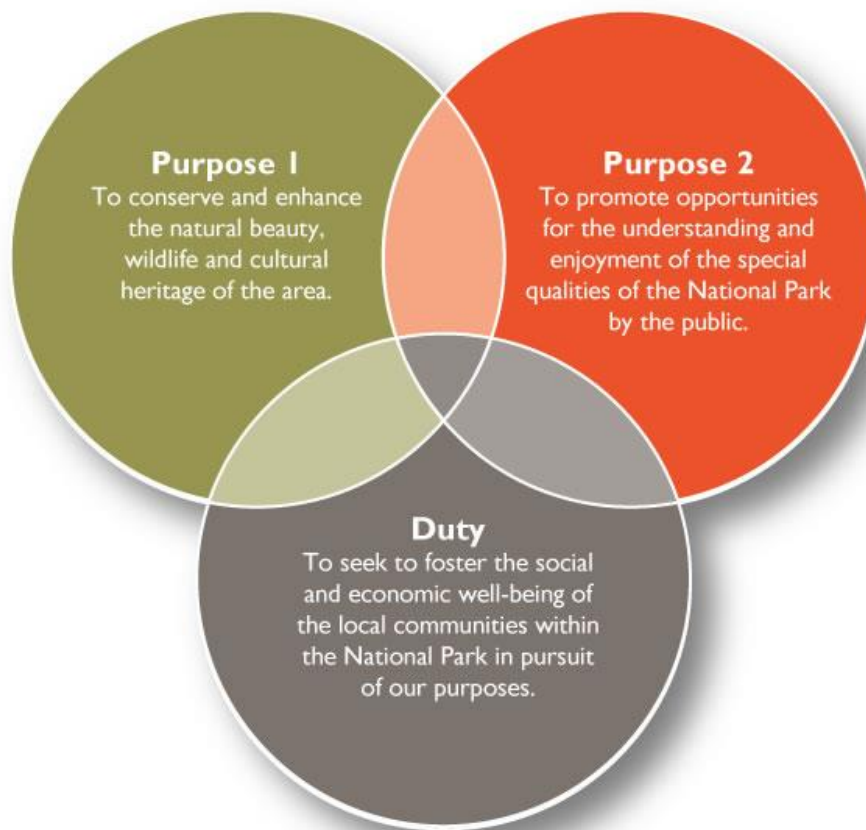 Purpose 1
To conserve and enhance
the natural beauty,
wildlife and cultural
heritage of the area.
Purpose 2
To promote opportunities
for the understanding and
enjoyment of the special
qualities of the National Park
by the public.
Duty
To seek to foster the social
and economic well-being of
the local communities within
the National Park in pursuit
of our purposes.